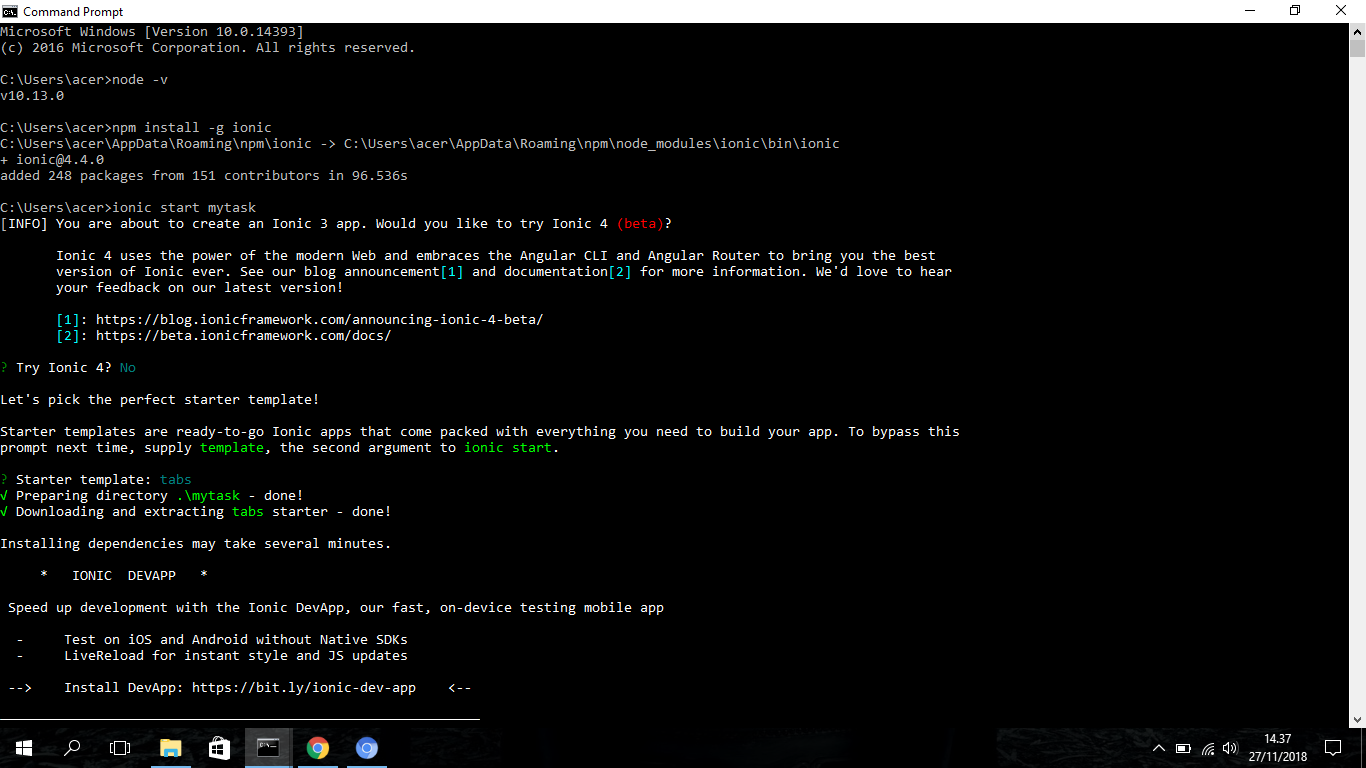 Command Prompt
Microsoft Windows [Version 10.0.14393]
(c) 2016 Microsoft Corporation. All rights reserved.
C:\Users\acer>node -v
v10.13.0
C:\Users\acer>npm install -g ionic
C:\Users\acer\AppData\Roaming\npm\ionic -> C:\Users\acer\AppData\Roaming\npm\node_modules\ionic\bin\ionic
+ ionic@4.4.0
added 248 packages from 151 contributors in 96.536s
C:\Users\acer>ionic start mytask
[INFO] You are about to create an Ionic 3 app. Would you like to try Ionic 4 (beta)?
Ionic 4 uses the power of the modern Web and embraces the Angular CLI and Angular Router to bring you the best
version of Ionic ever. See our blog announcement[1] and documentation[2] for more information. We'd love to hear
your feedback on our latest version!
[1]: https://blog.ionicframework.com/announcing-ionic-4-beta/
[2]: https://beta.ionicframework.com/docs/
? Try Ionic 4? No
Let's pick the perfect starter template!
Starter templates are ready-to-go Ionic apps that come packed with everything you need to build your app. To bypass this
prompt next time, supply template, the second argument to ionic start.
? Starter template: tabs
√ Preparing directory .\mytask - done!
√ Downloading and extracting tabs starter - done!
Installing dependencies may take several minutes.
* IONIC DEVAPP *
Speed up development with the Ionic DevApp, our fast, on-device testing mobile app
- Test on iOS and Android without Native SDKs
- LiveReload for instant style and JS updates
--> Install DevApp: https://bit.ly/ionic-dev-app <--
14.37
27/11/2018